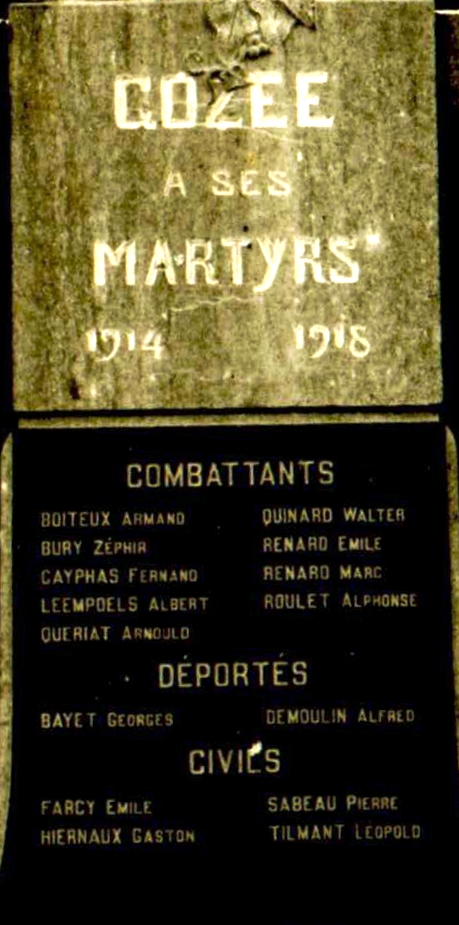 GOZEE
A SES
MARTYRS
1914 1918
COMBATTANTS
BOITEUX ARMAND QUINARD WALTER
BURY ZÉPHIR RENARD EMILE
CAYPHAS FERNAND RENARD MARC
LEEMPOELS ALBERT ROULET ALPHONSE
QUERIAT ARNOULD
DÉPORTÉS
BAYET GEORGES DEMOULIN ALFRED
CIVILS
FARCY EMILE SABEAU PIERRE
HIERNAUX GASTON TILMANT LÉOPOLD